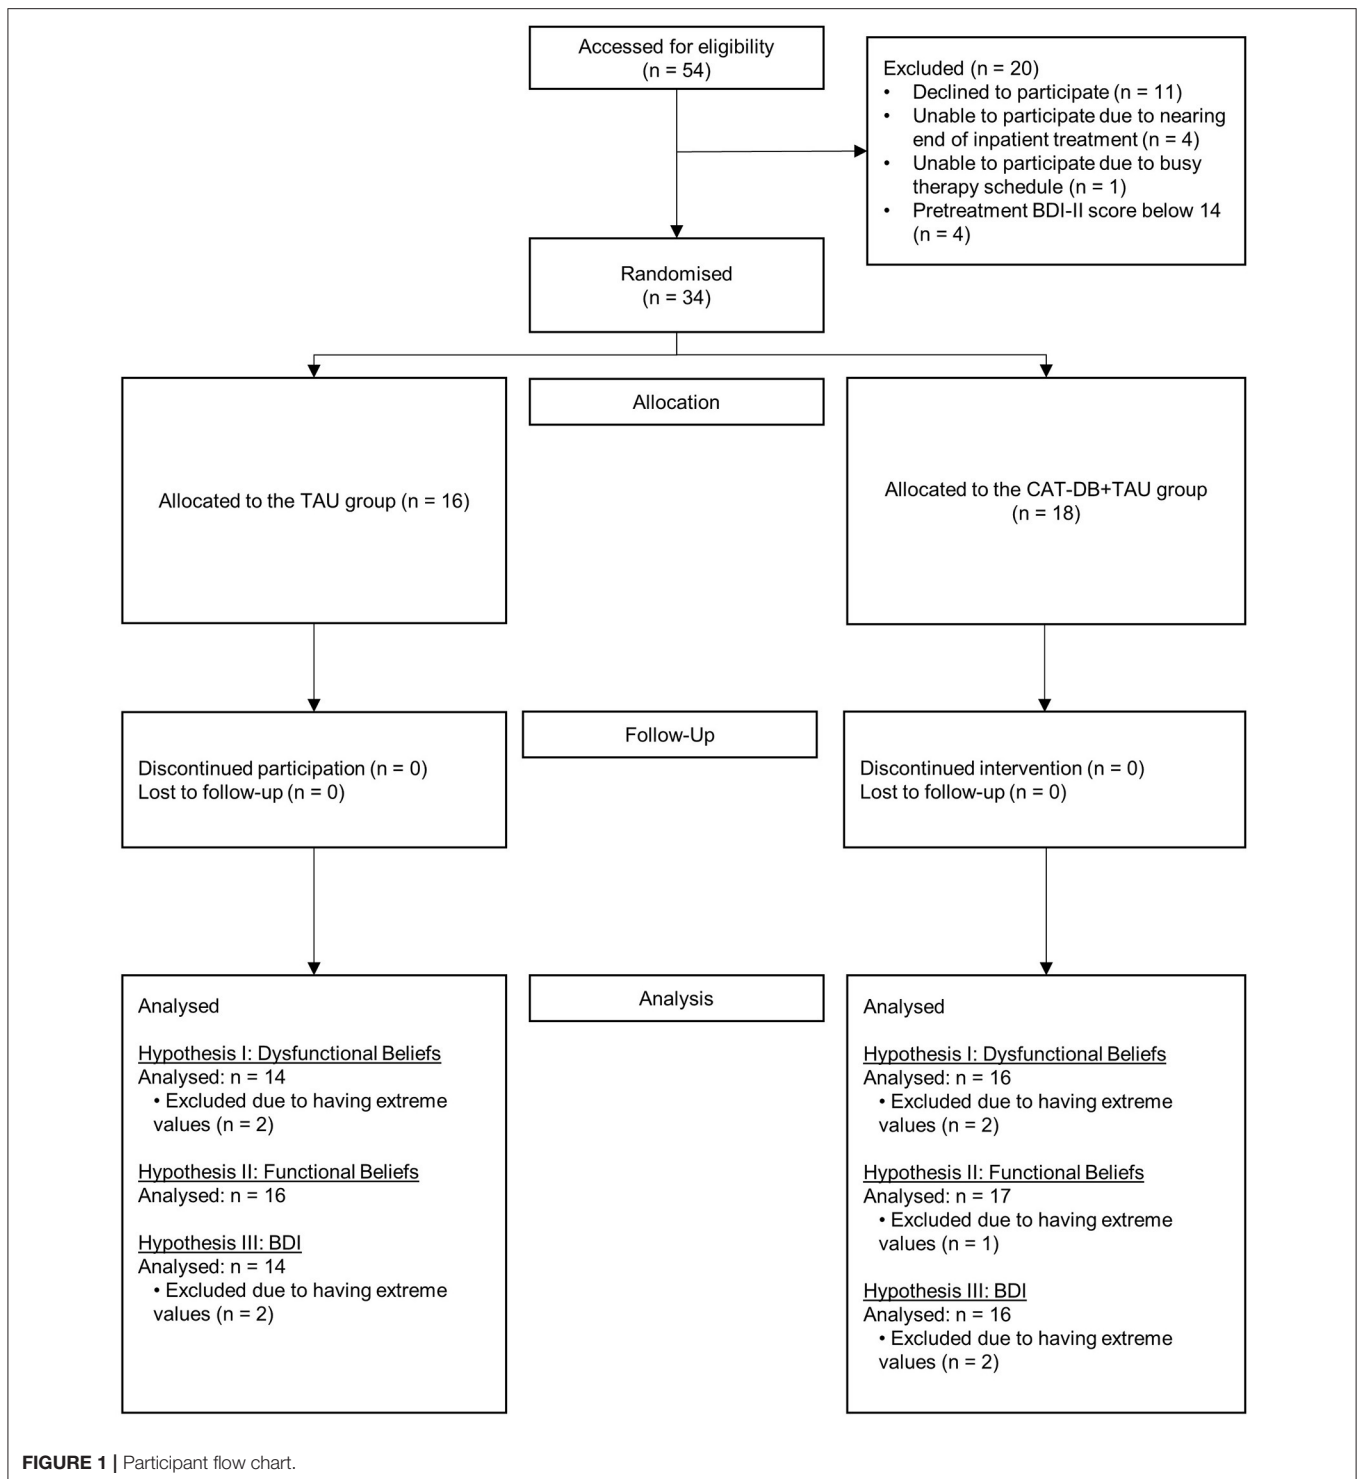 Accessed for eligibility
(n = 54)
Excluded (n = 20)
• Declined to participate (n = 11)
• Unable to participate due to nearing
end of inpatient treatment (n = 4)
• Unable to participate due to busy
therapy schedule (n = 1)
• Pretreatment BDI-II score below 14
(n = 4)
Randomised
(n = 34)
Allocation
Allocated to the TAU group (n = 16)
Allocated to the CAT-DB+TAU group
(n = 18)
Follow-Up
Discontinued participation (n = 0)
Lost to follow-up (n = 0)
Discontinued intervention (n = 0)
Lost to follow-up (n = 0)
Analysis
Analysed
Hypothesis I: Dysfunctional Beliefs
Analysed: n = 14
• Excluded due to having extreme
values (n = 2)
Hypothesis II: Functional Beliefs
Analysed: n = 16
Hypothesis III: BDI
Analysed: n = 14
• Excluded due to having extreme
values (n = 2)
Analysed
Hypothesis I: Dysfunctional Beliefs
Analysed: n = 16
• Excluded due to having extreme
values (n = 2)
Hypothesis II: Functional Beliefs
Analysed: n = 17
• Excluded due to having extreme
values (n = 1)
Hypothesis III: BDI
Analysed: n = 16
• Excluded due to having extreme
values (n = 2)
FIGURE 1 | Participant flow chart.